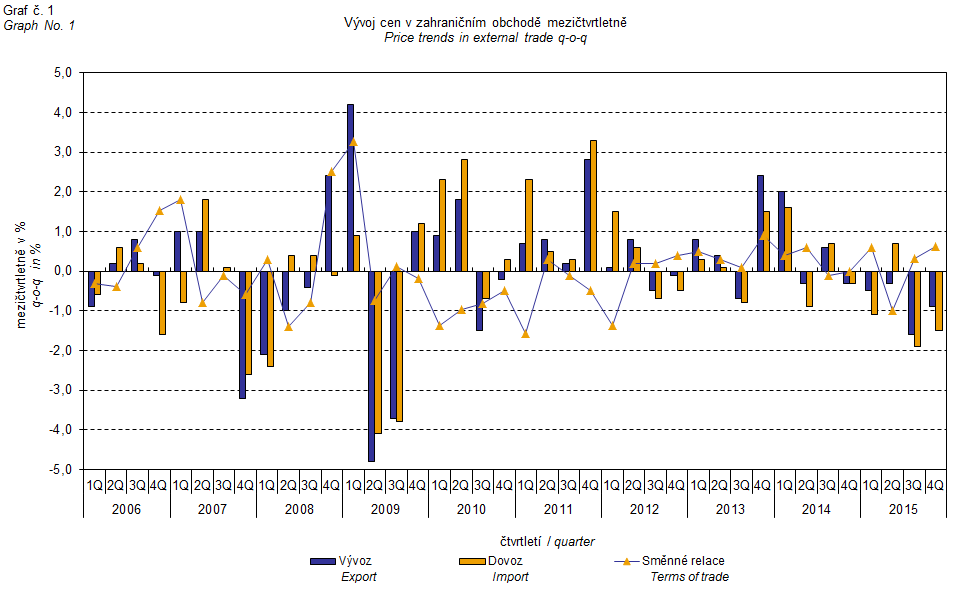 Graf č. 1
Graph No. 1
Vývoj cen v zahraničním obchodě mezičtvrtletně
Price trends in external trade q-o-q
mezičtvrtletně v %
q-o-q in %
5,0
4,0
3,0
2,0
1,0
0,0
-1,0
-2,0
-3,0
-4,0
-5,0
1Q 2Q 3Q 4Q 1Q 2Q 3Q 4Q 1Q 2Q 3Q 4Q 1Q 2Q 3Q 4Q 1Q 2Q 3Q 4Q 1Q 2Q 3Q 4Q 1Q 2Q 3Q 4Q 1Q 2Q 3Q 4Q 1Q 2Q 3Q 4Q 1Q 2Q 3Q 4Q
2006 2007 2008 2009 2010 2011 2012 2013 2014 2015
čtvrtletí / quarter
Vývoz Dovoz Směnné relace
Export Import Terms of trade